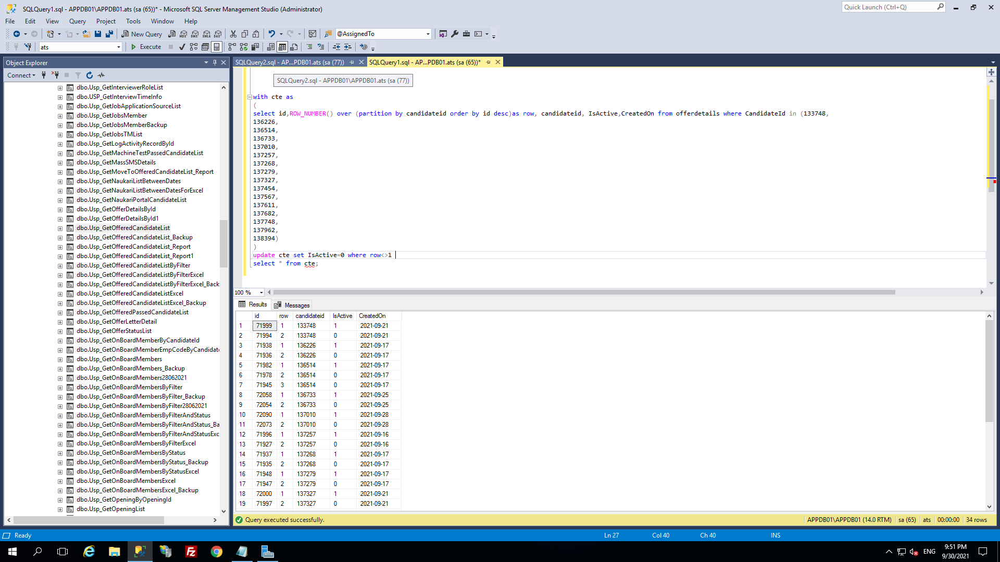 SQLQuery1.sql - APPDB01\APPDB01.ats (sa (65))* - Microsoft SQL Server Management Studio (Administrator)
Quick Launch (Ctrl+Q)
File Edit View Query Project Tools Window Help
New Query
MDX DMX XMLA DAX
@AssignedTo
ats
Execute
Object Explorer
Connect
dbo.Usp_GetInterviewerRoleList
dbo.USP_GetInterviewTimeInfo
dbo.Usp_GetJobApplicationSourceList
dbo.Usp_GetJobsMember
dbo.Usp_GetJobsMemberBackup
dbo.Usp_GetJobsTMList
dbo.Usp_GetLogActivityRecordById
dbo.Usp_GetMachineTestPassedCandidateList
dbo.Usp_GetMassSMSDetails
dbo.Usp_GetMoveToOfferedCandidateList_Report
dbo.Usp_GetNaukariListBetweenDates
dbo.Usp_GetNaukariListBetweenDatesForExcel
dbo.Usp_GetNaukariPortalCandidateList
dbo.Usp_GetOfferDetailsById
dbo.Usp_GetOfferDetailsById1
dbo.Usp_GetOfferedCandidateList
dbo.Usp_GetOfferedCandidateList_Backup
dbo.Usp_GetOfferedCandidateList_Report
dbo.Usp_GetOfferedCandidateList_Report1
dbo.Usp_GetOfferedCandidateListByFilter
dbo.Usp_GetOfferedCandidateListByFilterExcel
dbo.Usp_GetOfferedCandidateListByFilterExcel_Back
dbo.Usp_GetOfferedCandidateListExcel
dbo.Usp_GetOfferedCandidateListExcel_Backup
dbo.Usp_GetOfferedPassedCandidateList
dbo.Usp_GetOfferLetterDetail
dbo.Usp_GetOfferStatusList
dbo.Usp_GetOnBoardMemberByCandidateId
dbo.Usp_GetOnBoardMemberEmpCodeByCandidat
dbo.Usp_GetOnBoardMembers
dbo.Usp_GetOnBoardMembers_Backup
dbo.Usp_GetOnBoardMembers28062021
dbo.Usp_GetOnBoardMembersByFilter
dbo.Usp_GetOnBoardMembersByFilter_Backup
dbo.Usp_GetOnBoardMembersByFilter28062021
dbo.Usp_GetOnBoardMembersByFilterAndStatus
dbo.Usp_GetOnBoardMembersByFilterAndStatus_Ba
dbo.Usp_GetOnBoardMembersByFilterAndStatusExc
dbo.Usp_GetOnBoardMembersByFilterExcel
dbo.Usp_GetOnBoardMembersByStatus
dbo.Usp_GetOnBoardMembersByStatus_Backup
dbo.Usp_GetOnBoardMembersByStatusExcel
dbo.Usp_GetOnBoardMembersExcel
dbo.Usp_GetOnBoardMembersExcel_Backup
dbo.Usp_GetOpeningByOpeningId
dbo.Usp_GetOpeningList
SQLQuery2.sql - AP...PDB01.ats (sa (77)) SQLQuery1.sql - AP...PDB01.ats (sa (65))*
SQLQuery2.sql - APPDB01\APPDB01.ats (sa (77))
with cte as
(
select id,ROW_NUMBER() over (partition by candidateid order by id desc)as row, candidateid, IsActive,CreatedOn from offerdetails where CandidateId in (133748,
136226,
136514,
136733,
137010,
137257,
137268,
137279,
137327,
137454,
137567,
137611,
137682,
137748,
137962,
138394)
)
update cte set IsActive=0 where row<>1
select * from cte;
100 %
Results Messages
id row candidateid IsActive CreatedOn
1 71999 1 133748 1 2021-09-21
2 71994 2 133748 0 2021-09-21
3 71938 1 136226 1 2021-09-17
4 71936 2 136226 0 2021-09-17
5 71982 1 136514 1 2021-09-17
6 71978 2 136514 0 2021-09-17
7 71945 3 136514 0 2021-09-17
8 72058 1 136733 1 2021-09-25
9 72054 2 136733 0 2021-09-25
10 72090 1 137010 1 2021-09-28
11 72073 2 137010 0 2021-09-28
12 71996 1 137257 1 2021-09-16
13 71927 2 137257 0 2021-09-16
14 71937 1 137268 1 2021-09-17
15 71935 2 137268 0 2021-09-17
16 71948 1 137279 1 2021-09-17
17 71947 2 137279 0 2021-09-17
18 72000 1 137327 1 2021-09-21
19 71997 2 137327 0 2021-09-21
Query executed successfully.
APPDB01\APPDB01 (14.0 RTM) sa (65) ats 00:00:00 34 rows
Ready Ln 27 Col 40 Ch 40 INS
ENG
9:51 PM
9/30/2021